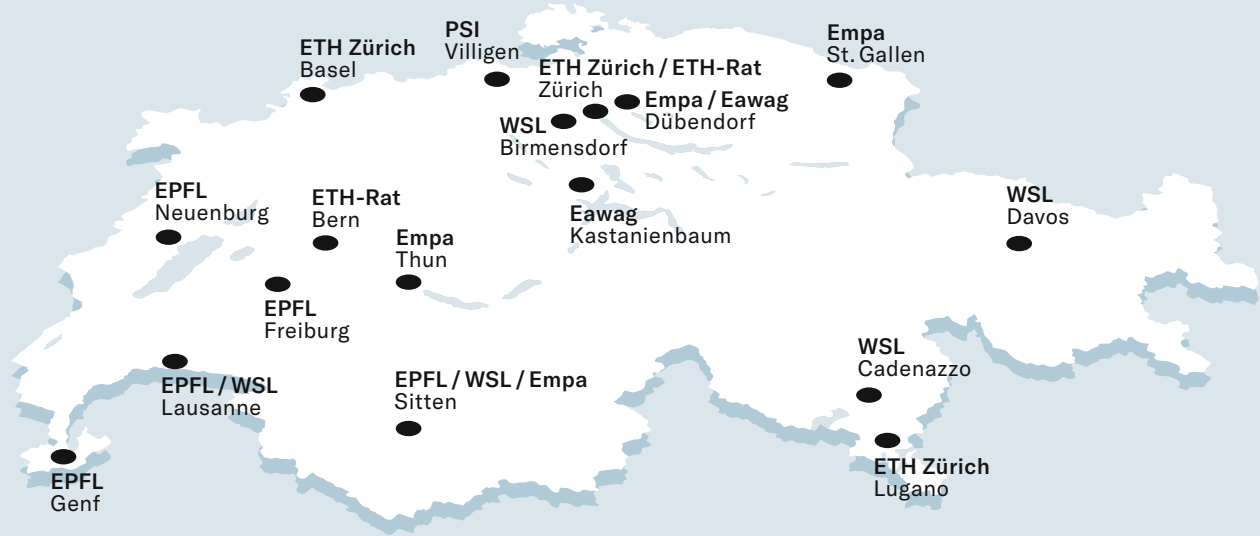 PSI
Villigen
Empa
St. Gallen
ETH Zürich
Basel
ETH Zürich / ETH-Rat
Zürich
Empa / Eawag
Dübendorf
WSL
Birmensdorf
EPFL
Neuenburg
ETH-Rat
Bern
WSL
Davos
Eawag
Kastanienbaum
Empa
Thun
EPFL
Freiburg
WSL
Cadenazzo
EPFL / WSL
Lausanne
EPFL / WSL / Empa
Sitten
ETH Zürich
Lugano
EPFL
Genf